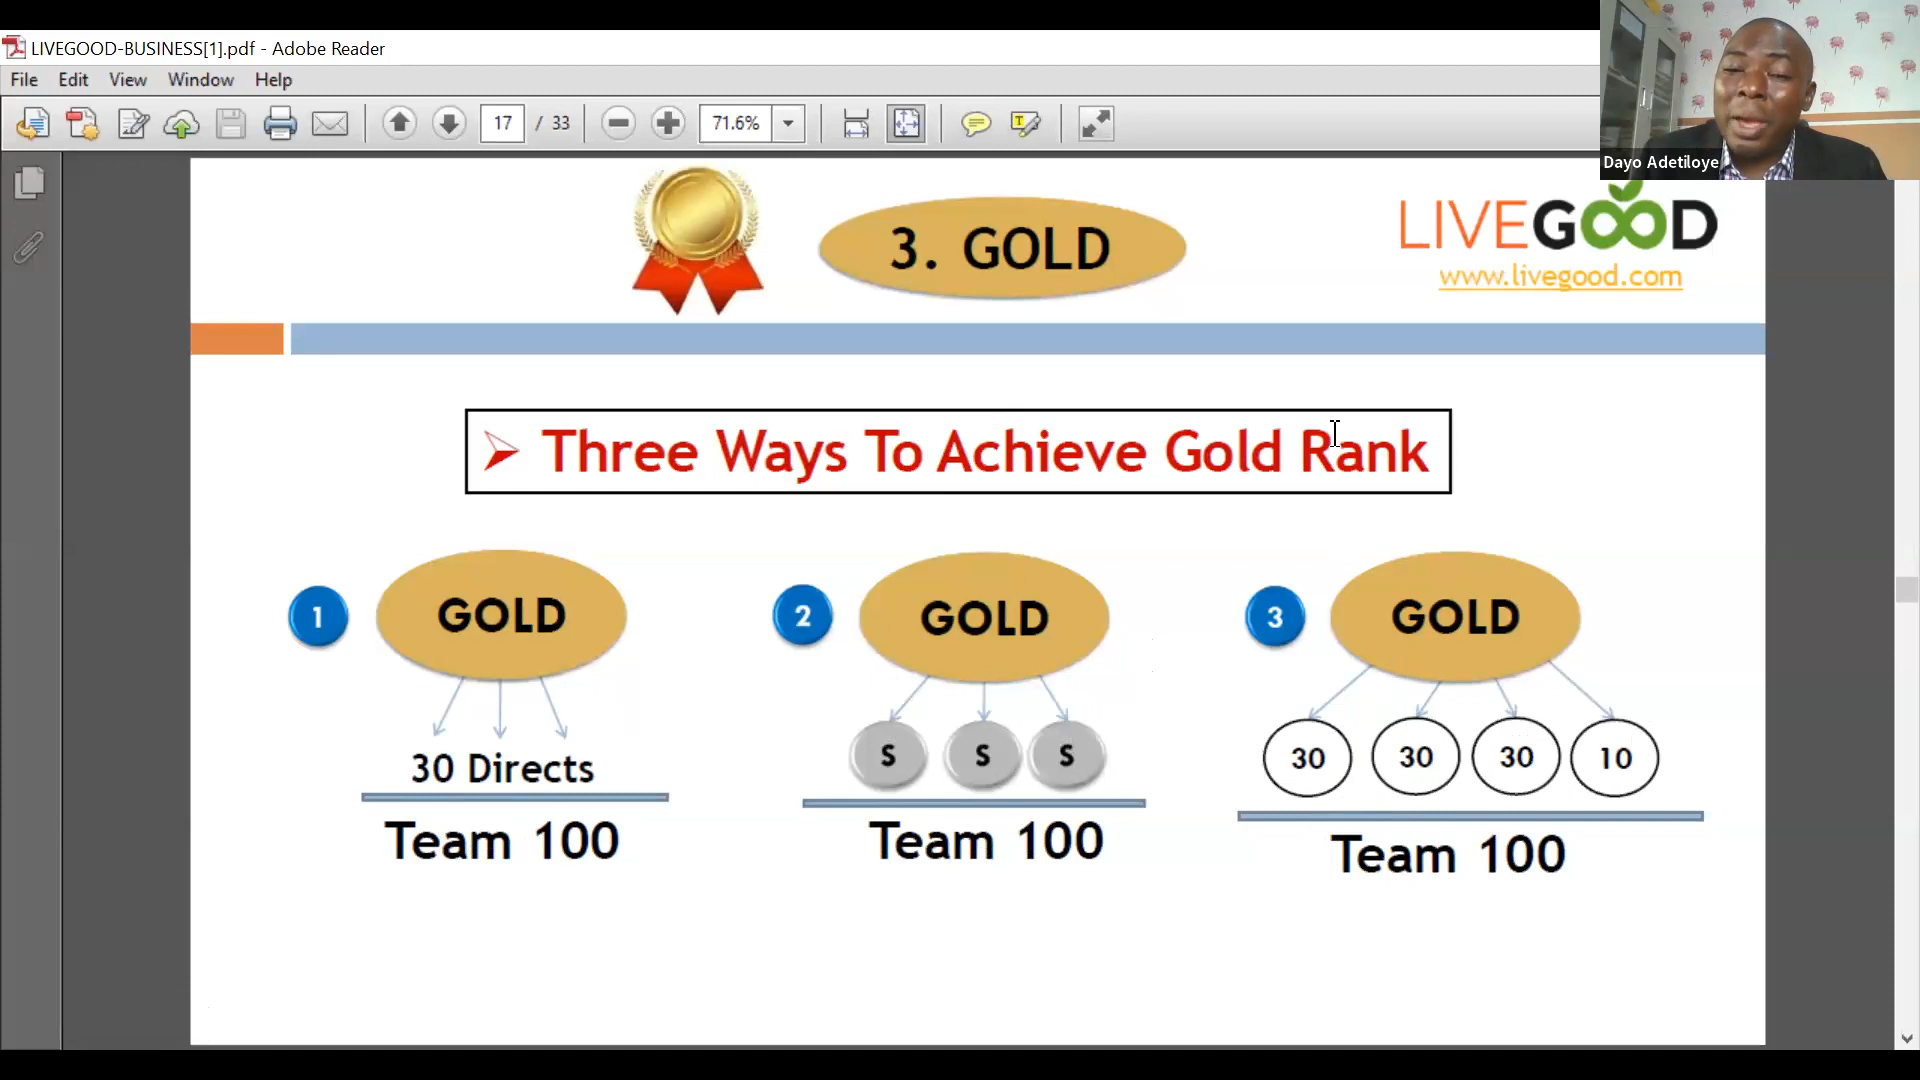 LIVEGOOD-BUSINESS[1].pdf - Adobe Reader
File Edit View Window Help
17 / 33 71.6%
Dayo Adetiloye
3. GOLD
LIVEGOOD
www.livegood.com
Three Ways To Achieve Gold Rank
1 GOLD
30 Directs
Team 100
2 GOLD
S S S
Team 100
3 GOLD
30 30 30 10
Team 100